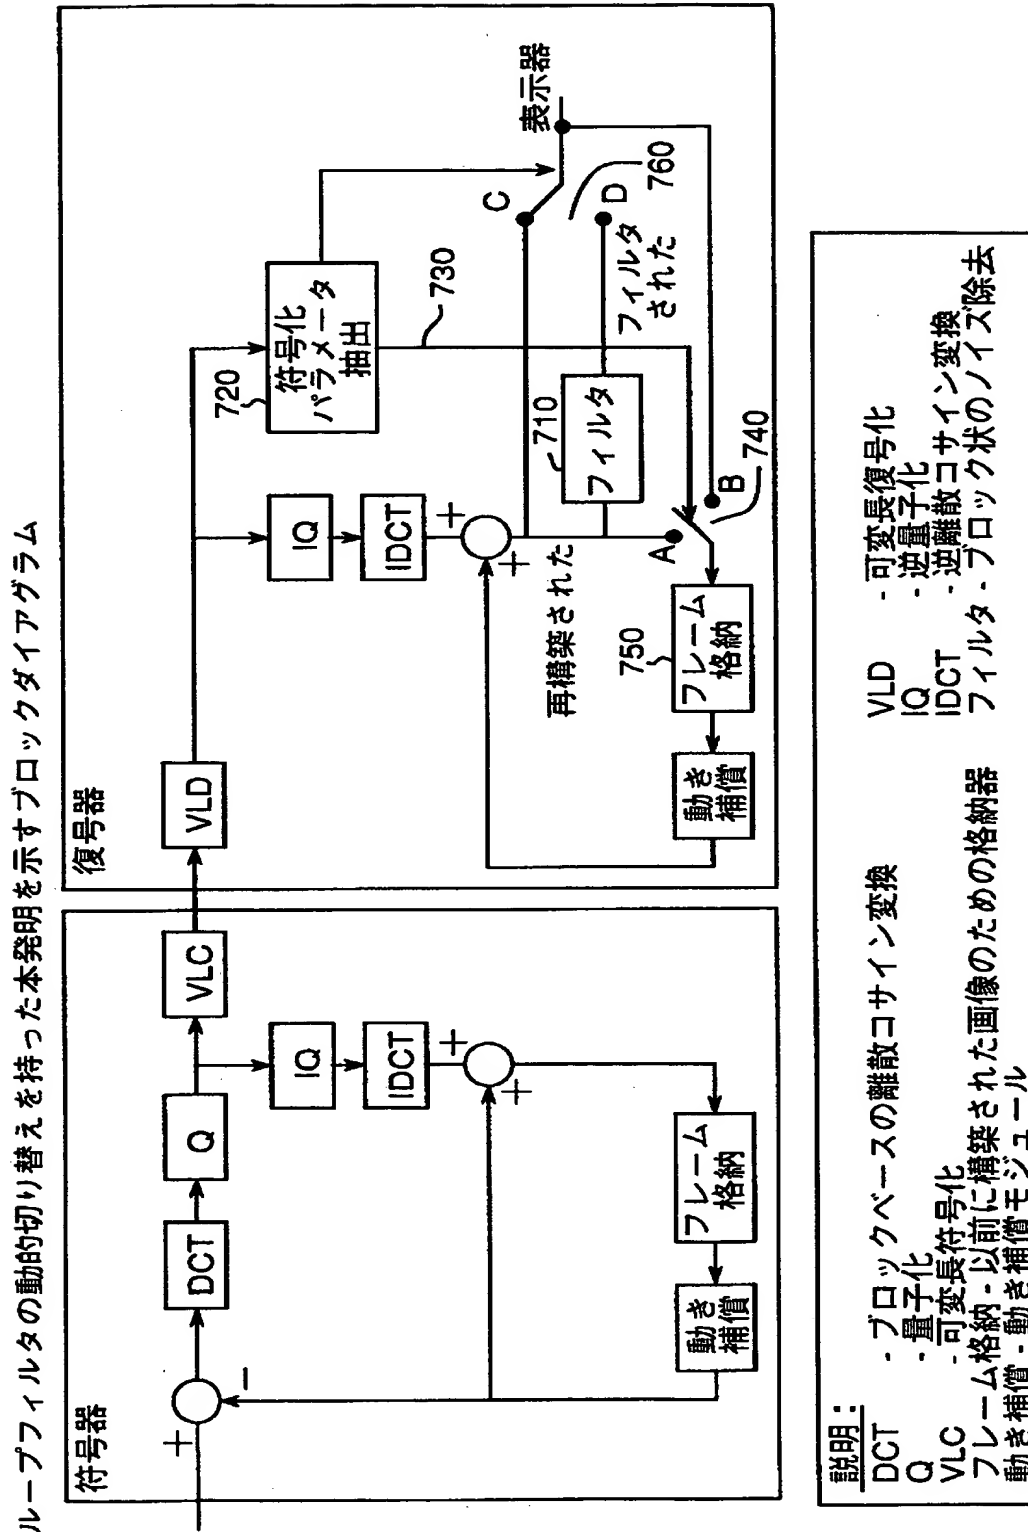 ループフィルタの動的切り替えを持った本発明を示すブロックダイアグラム
符号器
+
-
DCT
Q
VLC
IQ
IDCT
+
+
フレーム
格納
動き
補償
復号器
VLD
720
符号化
パラメータ
抽出
730
IQ
IDCT
+
+
再構築された
710
フィルタ
フィルタ
された
C
D
760
表示器
A
B
740
750
フレーム
格納
動き
補償
説明:
DCT - ブロックベースの離散コサイン変換
Q - 量子化
VLC - 可変長符号化
フレーム格納 - 以前に構築された画像のための格納器
動き補償 - 動き補償モジュール
VLD - 可変長復号化
IQ - 逆量子化
IDCT - 逆離散コサイン変換
フィルタ - ブロック状のノイズ除去